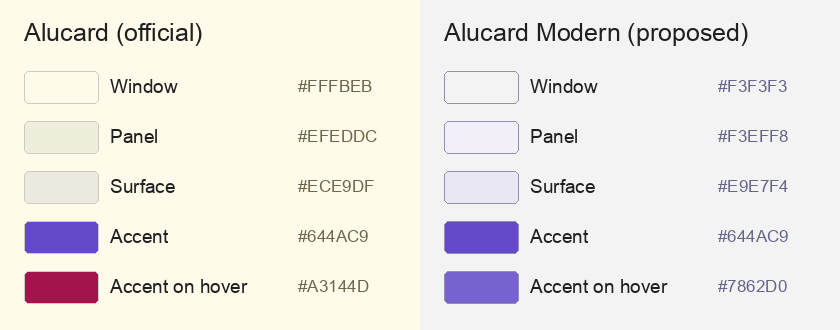 Alucard (official)
Window #FFFBEB
Panel #EFEDDC
Surface #ECE9DF
Accent #644AC9
Accent on hover #A3144D
Alucard Modern (proposed)
Window #F3F3F3
Panel #F3EFF8
Surface #E9E7F4
Accent #644AC9
Accent on hover #7862D0